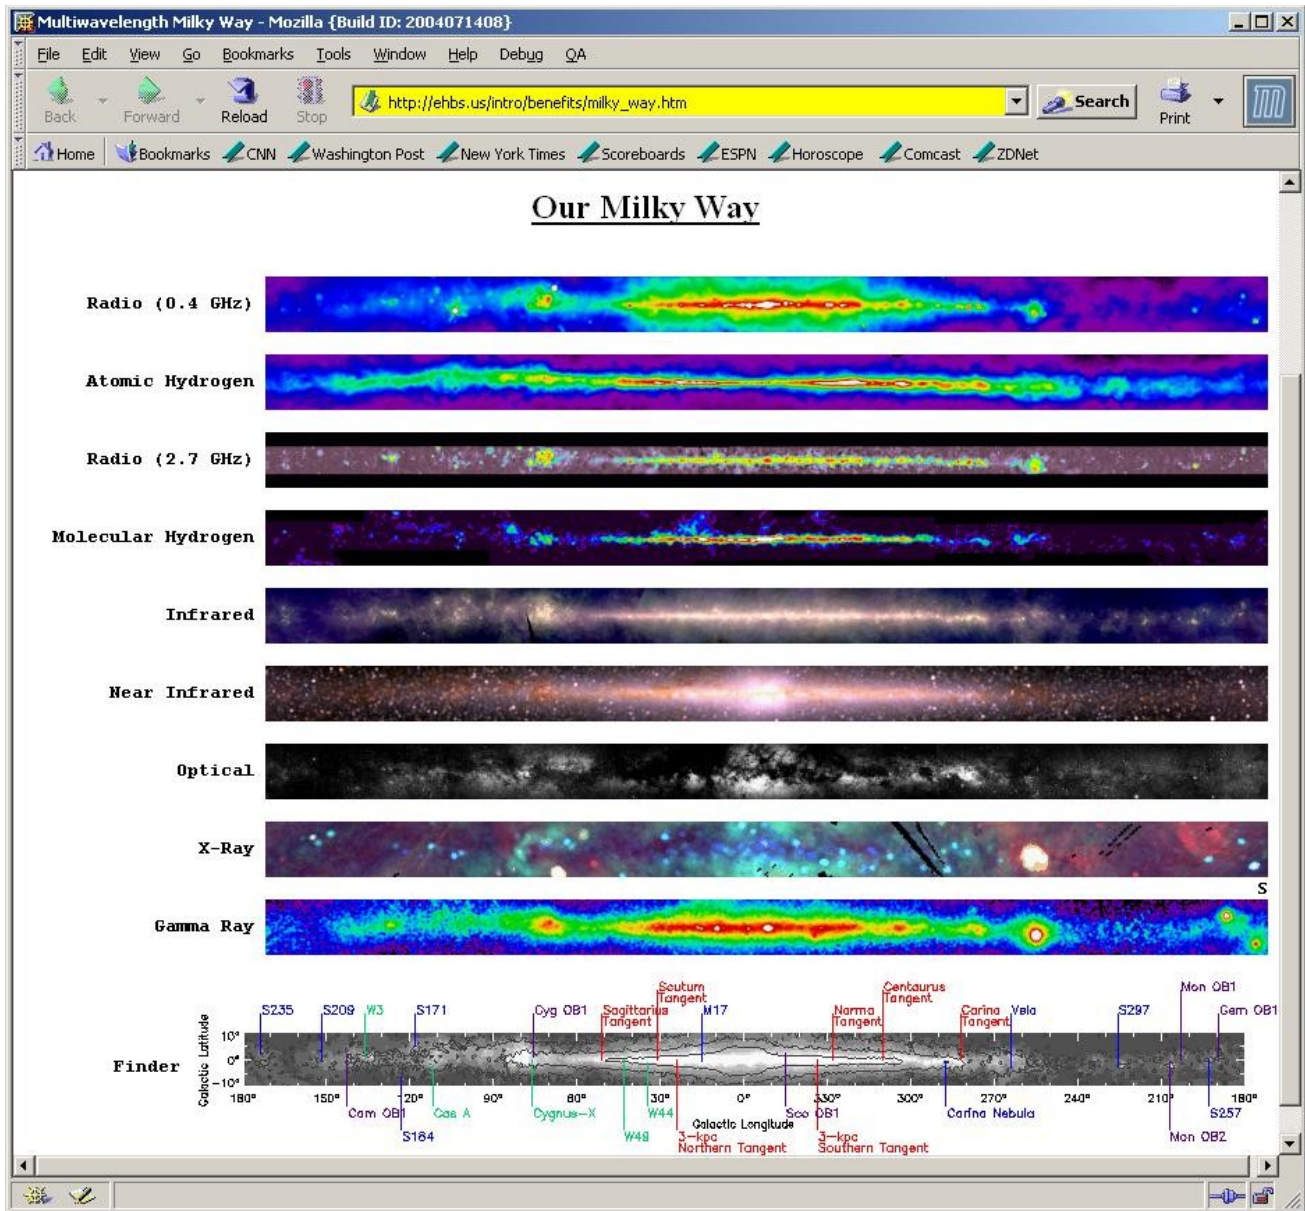 Multiwavelength Milky Way - Mozilla {Build ID: 2004071408}
File Edit View Go Bookmarks Tools Window Help Debug QA
Back Forward Reload Stop http://ehbs.us/intro/benefits/milky_way.htm Search Print
Home Bookmarks CNN Washington Post New York Times Scoreboards ESPN Horoscope Comcast ZDNet
Our Milky Way
Radio (0.4 GHz)
Atomic Hydrogen
Radio (2.7 GHz)
Molecular Hydrogen
Infrared
Near Infrared
Optical
X-Ray
S
Gamma Ray
Scutum Tangent
Centaurus Tangent
Mon OB1
S235 S209 W3 S171 Cyg OB1 Sagittarius Tangent M17 Norma Tangent Carina Tangent Vela S297 Gem OB1
Finder
Galactic Latitude
10°
0°
-10°
180° 150° 120° 90° 60° 30° 0° 330° 300° 270° 240° 210° 180°
Cam OB1 Cas A Cygnus-X W44 Sco OB1 Carina Nebula S257
Galactic Longitude
S184 W49 3-kpc Northern Tangent 3-kpc Southern Tangent Mon OB2